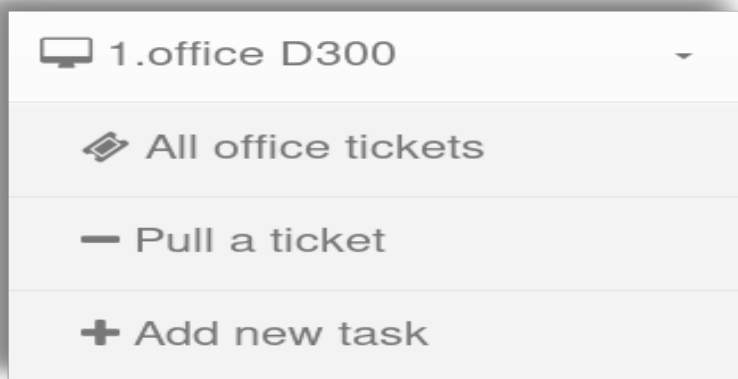 1.office D300
All office tickets
Pull a ticket
Add new task